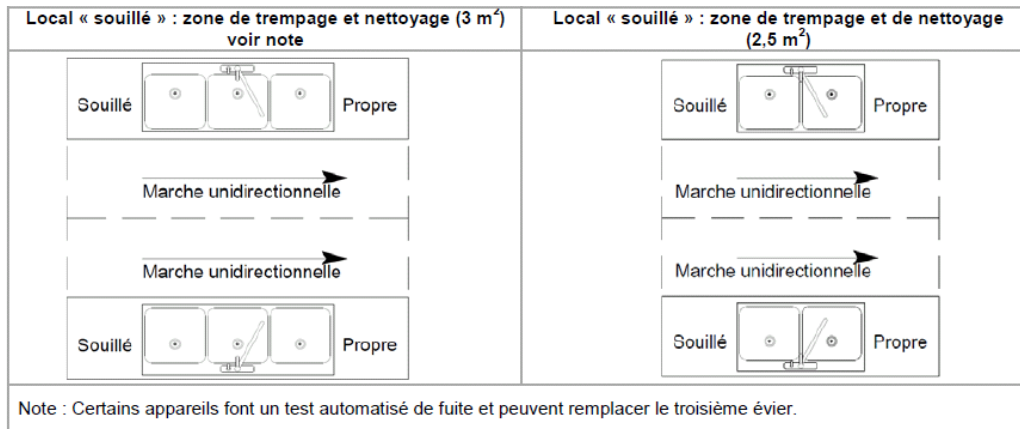 Local « souillé » : zone de trempage et nettoyage (3 m²)
voir note
Local « souillé » : zone de trempage et de nettoyage
(2,5 m²)
Souillé
Propre
Marche unidirectionnelle
Marche unidirectionnelle
Souillé
Propre
Souillé
Propre
Marche unidirectionnelle
Marche unidirectionnelle
Souillé
Propre
Note : Certains appareils font un test automatisé de fuite et peuvent remplacer le troisième évier.